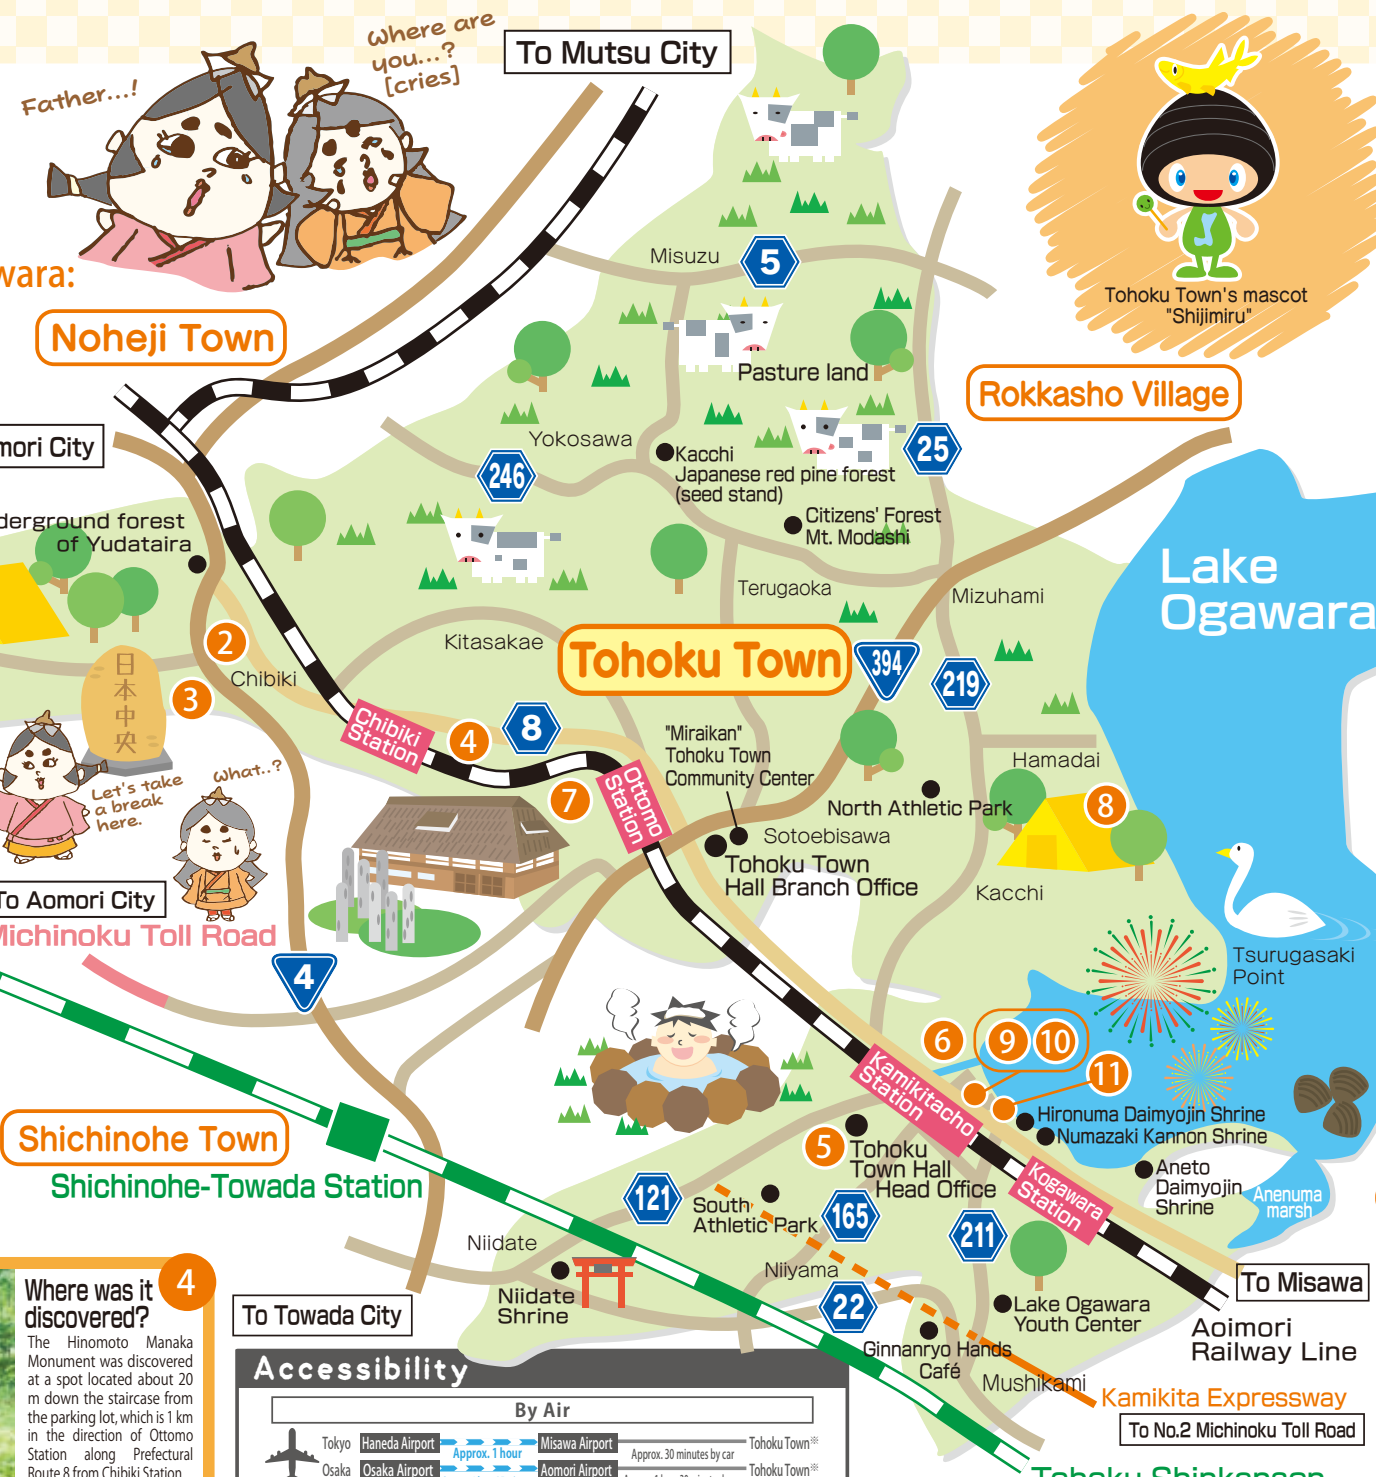 Father...!
where are
you...?
[cries]
To Mutsu City
wara:
Noheji Town
Misuzu
5
Tohoku Town's mascot
"Shijimiru"
Pasture land
Rokkasho Village
mori City
Yokosawa
246
25
Kacchi
Japanese red pine forest
(seed stand)
Citizens' Forest
Mt. Modashi
derground forest
of Yudataira
Lake
Ogawara
Terugaoka
Mizuhami
2
Kitasakae
Tohoku Town
394
219
日本中央
3
Chibiki
Chibiki
Station
4
8
"Miraikan"
Tohoku Town
Community Center
Hamadai
What..?
Let's take
a break
here.
7
Ottomo
Station
North Athletic Park
8
Sotoebisawa
Tohoku Town
Hall Branch Office
Kacchi
To Aomori City
Michinoku Toll Road
4
Tsurugasaki
Point
6
9
10
11
Kamikitacho
Station
Hironuma Daimyojin Shrine
Numazaki Kannon Shrine
Shichinohe Town
5
Tohoku
Town Hall
Head Office
Aneto
Daimyojin
Shrine
Anenuma
marsh
Kogawara
Station
Shichinohe-Towada Station
121
South
Athletic Park
165
211
Niidate
Niiyama
Niidate
Shrine
22
To Misawa
Lake Ogawara
Youth Center
Aoimori
Railway Line
Ginnanryo Hands
Café
Mushikami
Kamikita Expressway
To No.2 Michinoku Toll Road
Tohoku Shinkansen
4
Where was it
discovered?
The Hinomoto Manaka
Monument was discovered
at a spot located about 20
m down the staircase from
the parking lot, which is 1 km
in the direction of Ottomo
Station along Prefectural
Route 8 from Chibiki Station
To Towada City
Accessibility
By Air
Tokyo Haneda Airport Approx. 1 hour Misawa Airport Approx. 30 minutes by car Tohoku Town※
Osaka Osaka Airport Aomori Airport Tohoku Town※